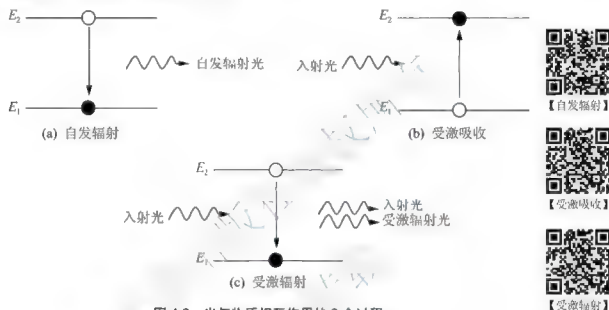 E₂
自发辐射光
E₁
(a) 自发辐射
E₂
入射光
E₁
(b) 受激吸收
E₂
入射光
入射光
受激辐射光
E₁
(c) 受激辐射
【自发辐射】
【受激吸收】
【受激辐射】